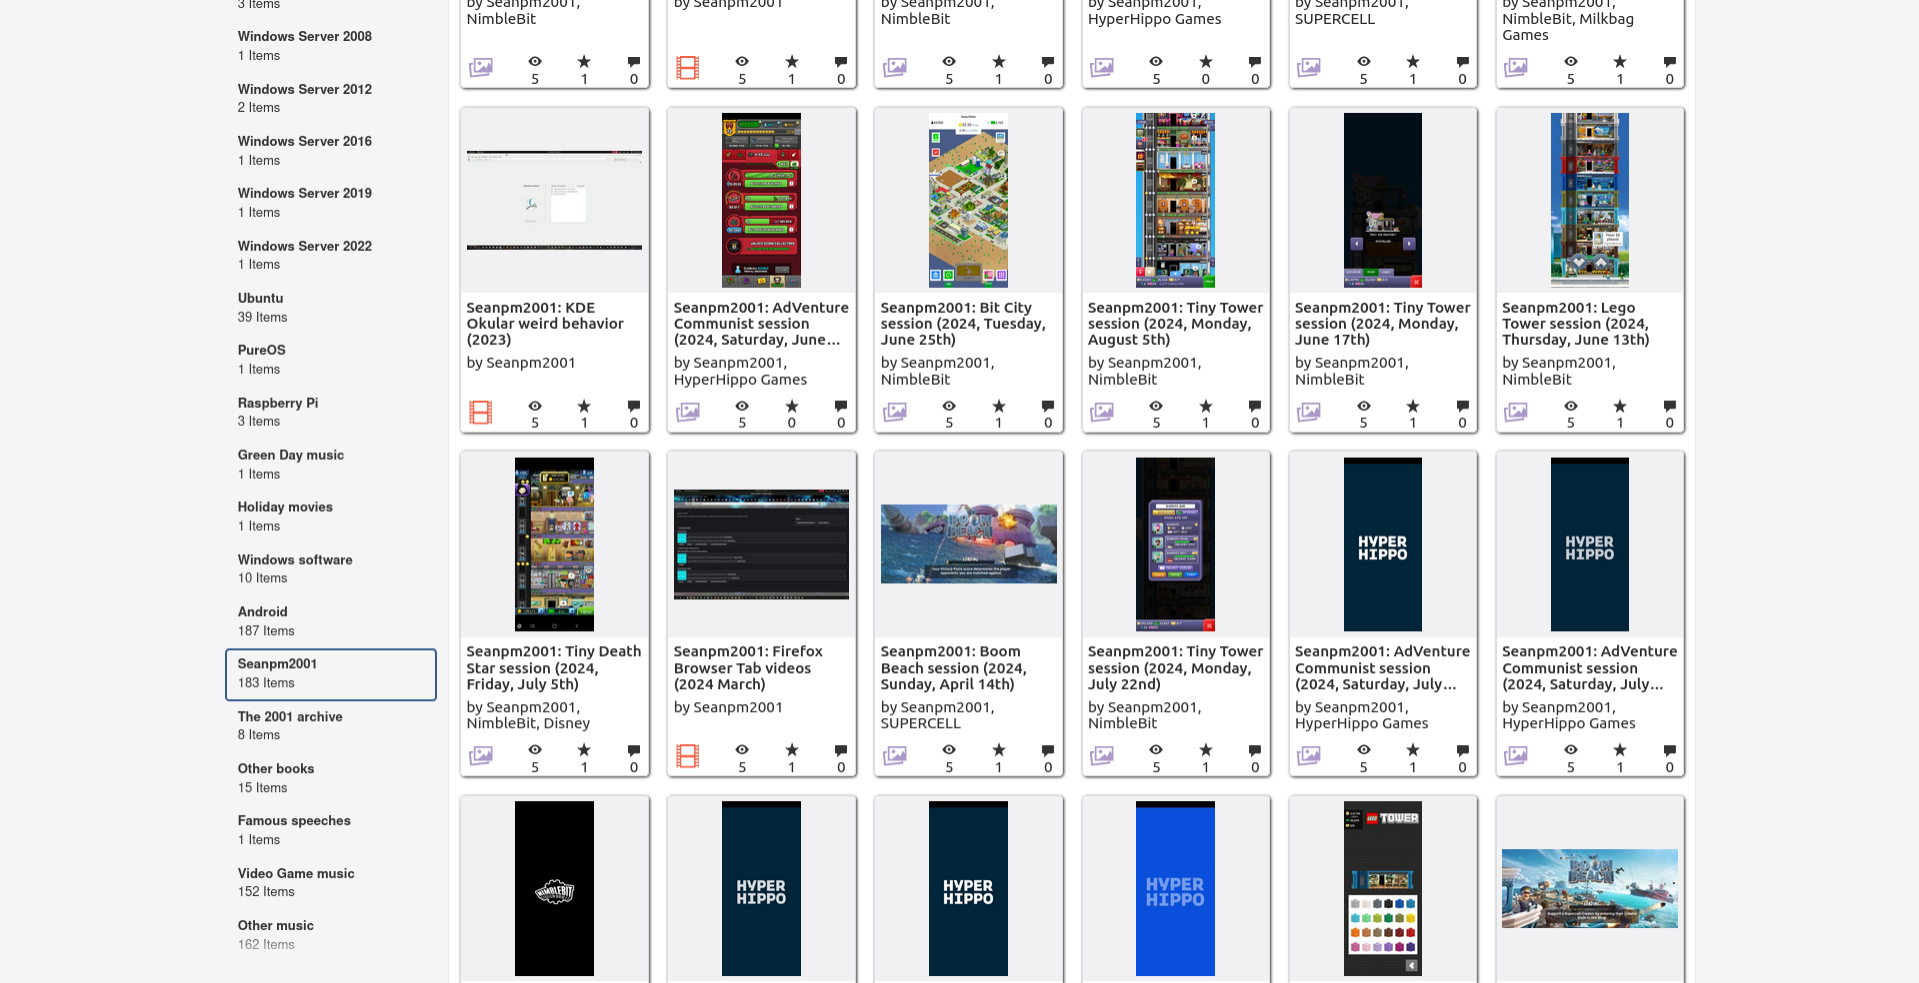 3 Items
Windows Server 2008
1 Items
Windows Server 2012
2 Items
Windows Server 2016
1 Items
Windows Server 2019
1 Items
Windows Server 2022
1 Items
Ubuntu
39 Items
PureOS
1 Items
Raspberry Pi
3 Items
Green Day music
1 Items
Holiday movies
1 Items
Windows software
10 Items
Android
187 Items
Seanpm2001
183 Items
The 2001 archive
8 Items
Other books
15 Items
Famous speeches
1 Items
Video Game music
152 Items
Other music
162 Items
by Seanpm2001,
NimbleBit
5 1 0
by Seanpm2001
5 1 0
by Seanpm2001,
NimbleBit
5 1 0
by Seanpm2001,
HyperHippo Games
5 0 0
by Seanpm2001,
SUPERCELL
5 1 0
by Seanpm2001,
NimbleBit, Milkbag
Games
5 1 0
Seanpm2001: KDE
Okular weird behavior
(2023)
by Seanpm2001
5 1 0
Seanpm2001: AdVenture
Communist session
(2024, Saturday, June...
by Seanpm2001,
HyperHippo Games
5 0 0
Seanpm2001: Bit City
session (2024, Tuesday,
June 25th)
by Seanpm2001,
NimbleBit
5 1 0
Seanpm2001: Tiny Tower
session (2024, Monday,
August 5th)
by Seanpm2001,
NimbleBit
5 1 0
Seanpm2001: Tiny Tower
session (2024, Monday,
June 17th)
by Seanpm2001,
NimbleBit
5 1 0
Seanpm2001: Lego
Tower session (2024,
Thursday, June 13th)
by Seanpm2001,
NimbleBit
5 1 0
Seanpm2001: Tiny Death
Star session (2024,
Friday, July 5th)
by Seanpm2001,
NimbleBit, Disney
5 1 0
Seanpm2001: Firefox
Browser Tab videos
(2024 March)
by Seanpm2001
5 1 0
BOOM
BEACH
Seanpm2001: Boom
Beach session (2024,
Sunday, April 14th)
by Seanpm2001,
SUPERCELL
5 1 0
Seanpm2001: Tiny Tower
session (2024, Monday,
July 22nd)
by Seanpm2001,
NimbleBit
5 1 0
HYPER
HIPPO
Seanpm2001: AdVenture
Communist session
(2024, Saturday, July...
by Seanpm2001,
HyperHippo Games
5 1 0
HYPER
HIPPO
Seanpm2001: AdVenture
Communist session
(2024, Saturday, July...
by Seanpm2001,
HyperHippo Games
5 1 0
NIMBLEBIT
HYPER
HIPPO
HYPER
HIPPO
HYPER
HIPPO
LEGO TOWER
BOOM
BEACH